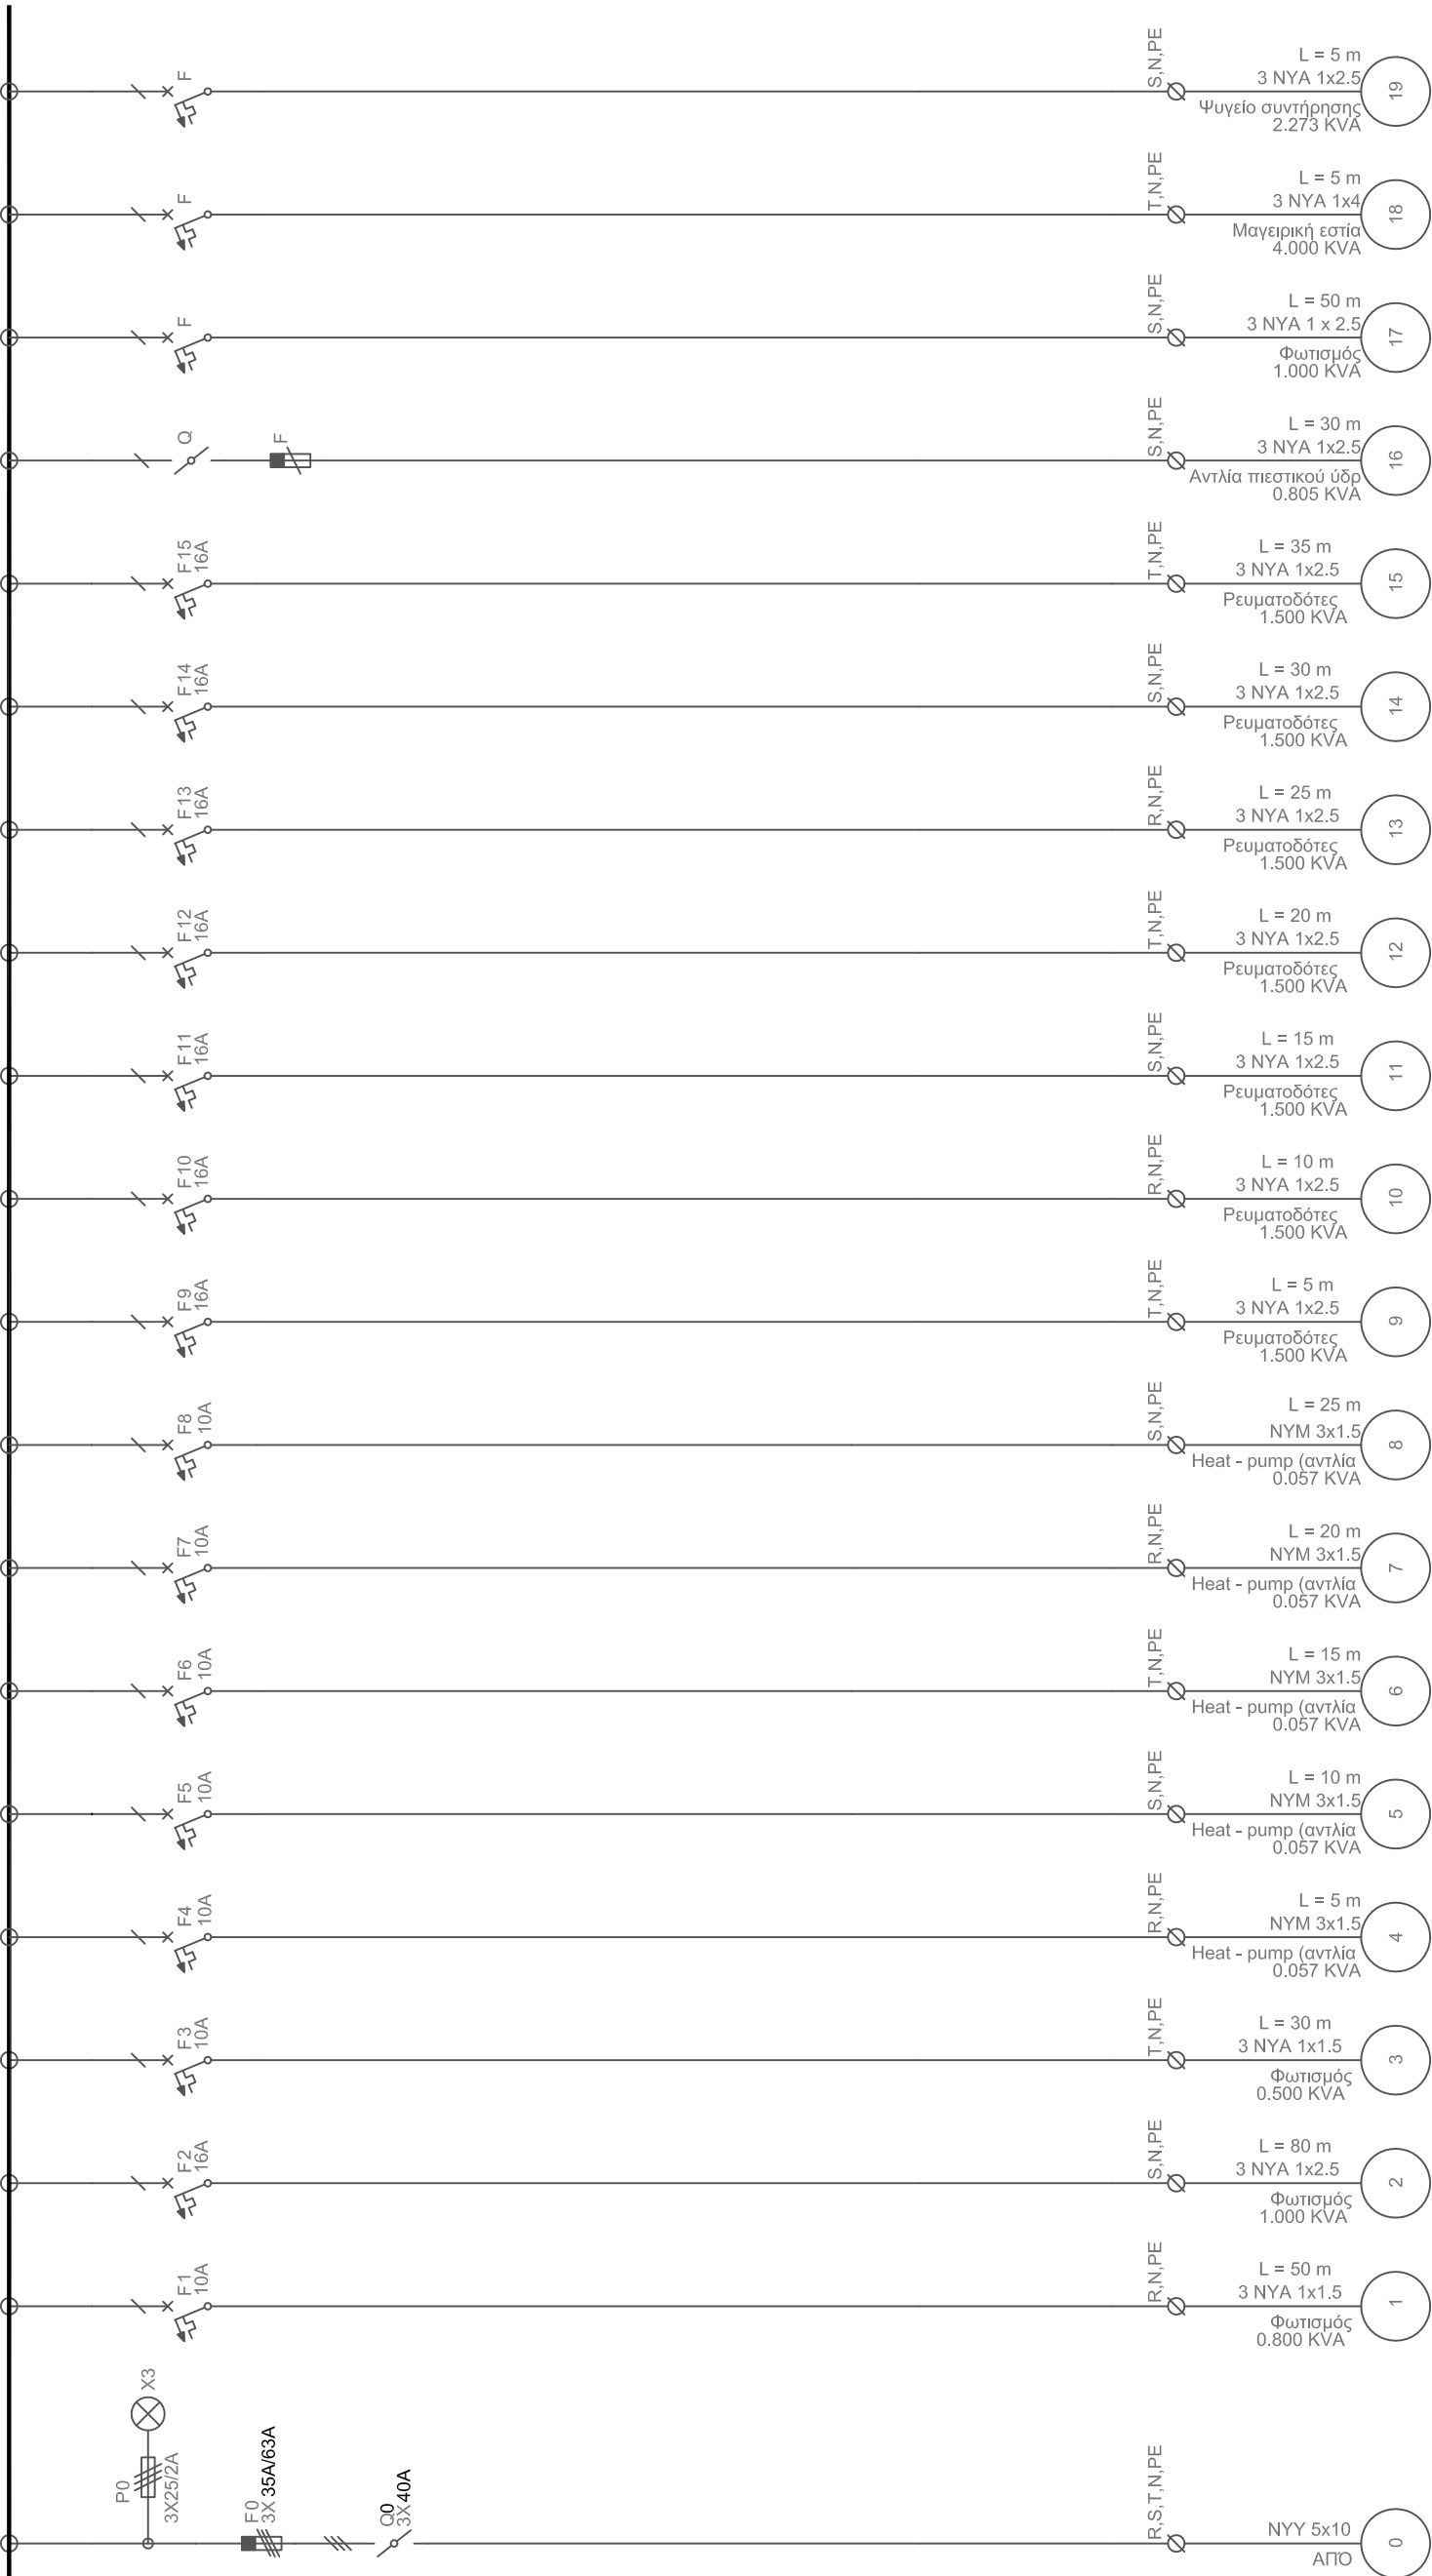 F
S,N,PE
L = 5 m
3 NYA 1x2.5
Ψυγείο συντήρησης
2.273 KVA
19
F
T,N,PE
L = 5 m
3 NYA 1x4
Μαγειρική εστία
4.000 KVA
18
F
S,N,PE
L = 50 m
3 NYA 1 x 2.5
Φωτισμός
1.000 KVA
17
Q
F
S,N,PE
L = 30 m
3 NYA 1x2.5
Αντλία πιεστικού ύδρ
0.805 KVA
16
F15
16A
T,N,PE
L = 35 m
3 NYA 1x2.5
Ρευματοδότες
1.500 KVA
15
F14
16A
S,N,PE
L = 30 m
3 NYA 1x2.5
Ρευματοδότες
1.500 KVA
14
F13
16A
R,N,PE
L = 25 m
3 NYA 1x2.5
Ρευματοδότες
1.500 KVA
13
F12
16A
T,N,PE
L = 20 m
3 NYA 1x2.5
Ρευματοδότες
1.500 KVA
12
F11
16A
S,N,PE
L = 15 m
3 NYA 1x2.5
Ρευματοδότες
1.500 KVA
11
F10
16A
R,N,PE
L = 10 m
3 NYA 1x2.5
Ρευματοδότες
1.500 KVA
10
F9
16A
T,N,PE
L = 5 m
3 NYA 1x2.5
Ρευματοδότες
1.500 KVA
9
F8
10A
S,N,PE
L = 25 m
NYM 3x1.5
Heat - pump (αντλία
0.057 KVA
8
F7
10A
R,N,PE
L = 20 m
NYM 3x1.5
Heat - pump (αντλία
0.057 KVA
7
F6
10A
T,N,PE
L = 15 m
NYM 3x1.5
Heat - pump (αντλία
0.057 KVA
6
F5
10A
S,N,PE
L = 10 m
NYM 3x1.5
Heat - pump (αντλία
0.057 KVA
5
F4
10A
R,N,PE
L = 5 m
NYM 3x1.5
Heat - pump (αντλία
0.057 KVA
4
F3
10A
T,N,PE
L = 30 m
3 NYA 1x1.5
Φωτισμός
0.500 KVA
3
F2
16A
S,N,PE
L = 80 m
3 NYA 1x2.5
Φωτισμός
1.000 KVA
2
F1
10A
R,N,PE
L = 50 m
3 NYA 1x1.5
Φωτισμός
0.800 KVA
1
X3
P0
3X25/2A
F0
3X 35A/63A
Q0
3X 40A
R,S,T,N,PE
NYY 5x10
ΑΠΌ
0